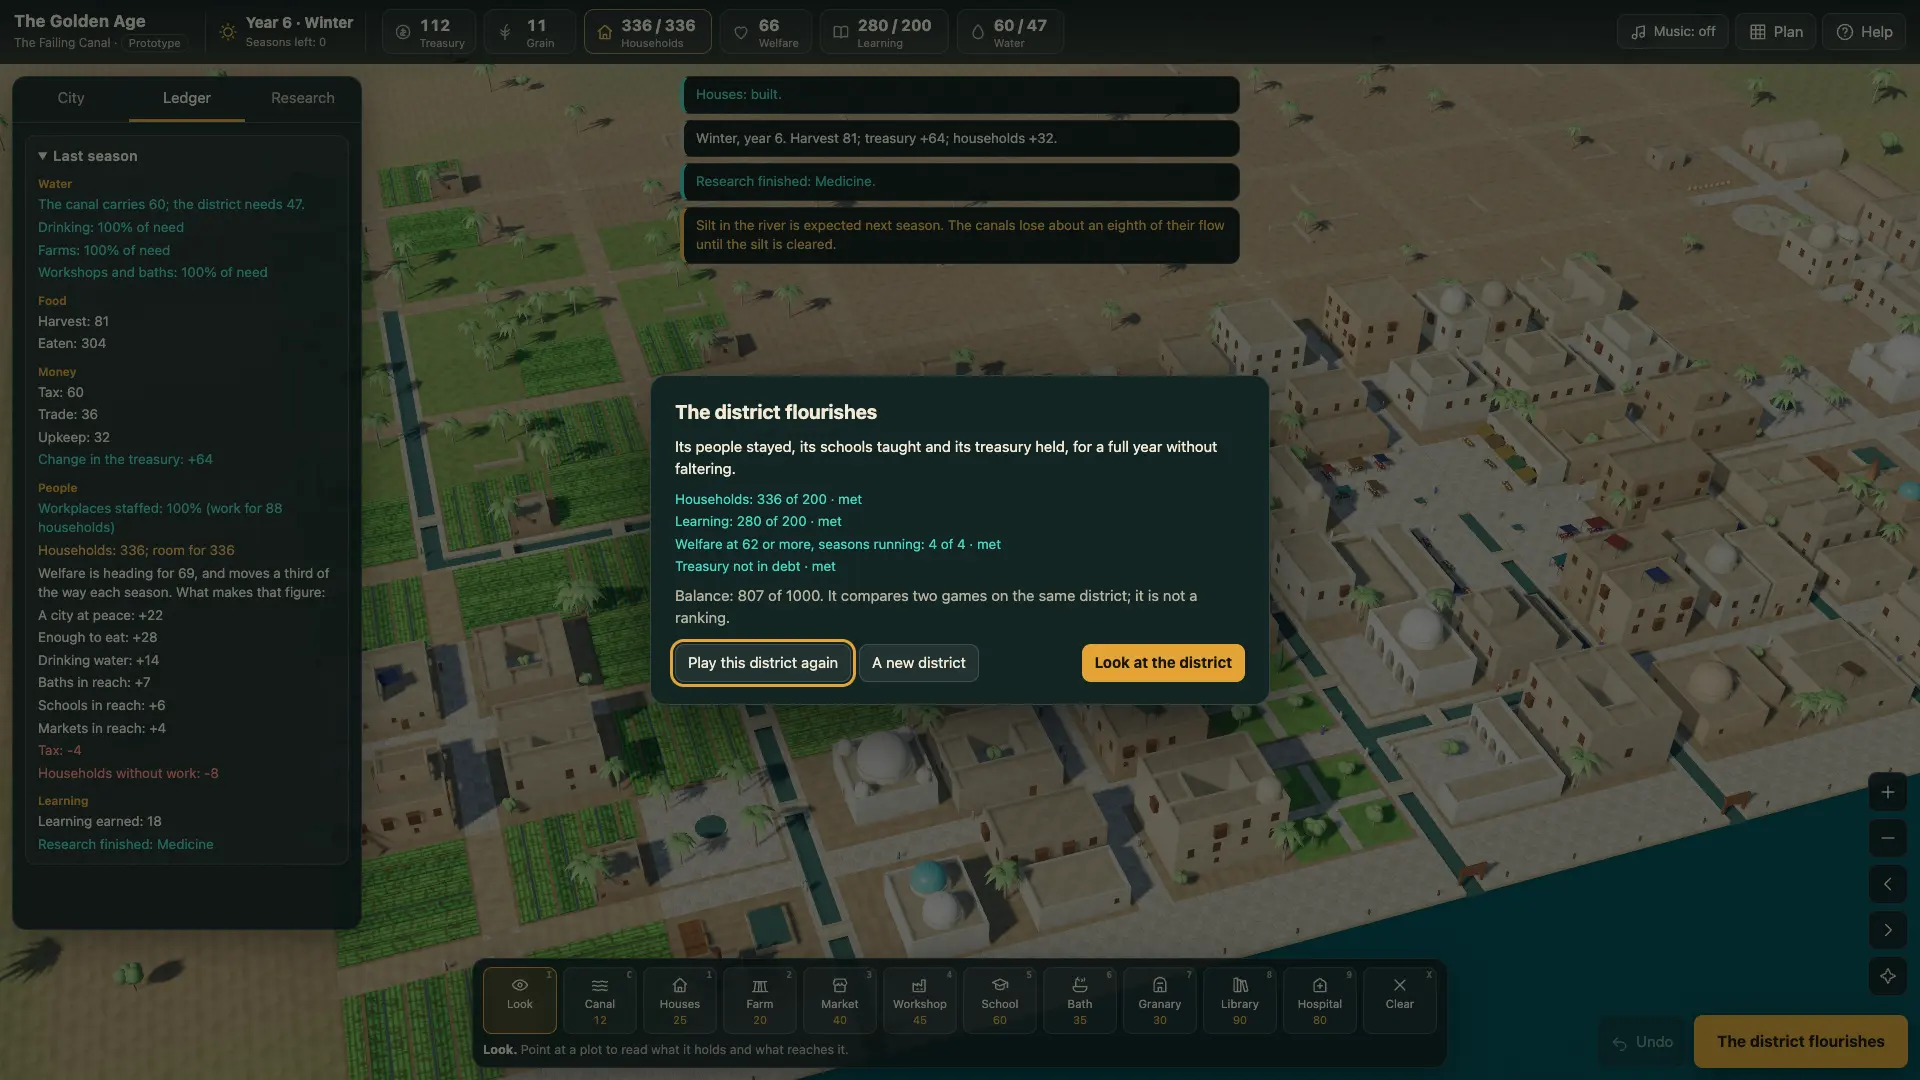 The Golden Age
The Failing Canal · Prototype
Year 6 · Winter
Seasons left: 0
112
Treasury
11
Grain
336 / 336
Households
66
Welfare
280 / 200
Learning
60 / 47
Water
Music: off
Plan
Help
City
Ledger
Research
▼ Last season
Water
The canal carries 60; the district needs 47.
Drinking: 100% of need
Farms: 100% of need
Workshops and baths: 100% of need
Food
Harvest: 81
Eaten: 304
Money
Tax: 60
Trade: 36
Upkeep: 32
Change in the treasury: +64
People
Workplaces staffed: 100% (work for 88
households)
Households: 336; room for 336
Welfare is heading for 69, and moves a third of
the way each season. What makes that figure:
A city at peace: +22
Enough to eat: +28
Drinking water: +14
Baths in reach: +7
Schools in reach: +6
Markets in reach: +4
Tax: -4
Households without work: -8
Learning
Learning earned: 18
Research finished: Medicine
Houses: built.
Winter, year 6. Harvest 81; treasury +64; households +32.
Research finished: Medicine.
Silt in the river is expected next season. The canals lose about an eighth of their flow
until the silt is cleared.
The district flourishes
Its people stayed, its schools taught and its treasury held, for a full year without
faltering.
Households: 336 of 200 · met
Learning: 280 of 200 · met
Welfare at 62 or more, seasons running: 4 of 4 · met
Treasury not in debt · met
Balance: 807 of 1000. It compares two games on the same district; it is not a
ranking.
Play this district again
A new district
Look at the district
I
Look
C
Canal
12
1
Houses
25
2
Farm
20
3
Market
40
4
Workshop
45
5
School
60
6
Bath
35
7
Granary
30
8
Library
90
9
Hospital
80
X
Clear
Look. Point at a plot to read what it holds and what reaches it.
Undo
The district flourishes